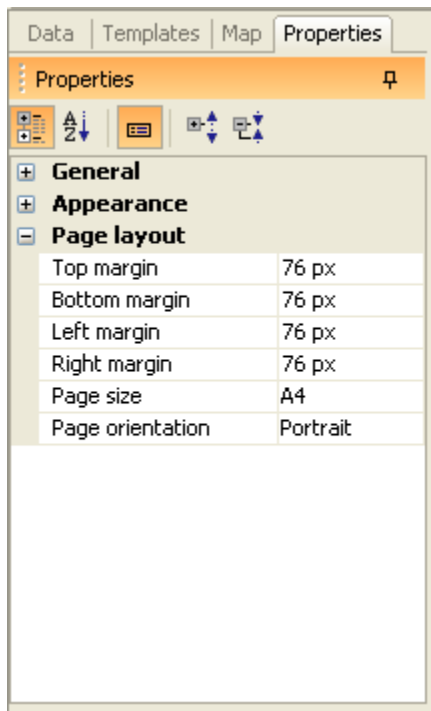 Data Templates Map Properties
Properties
General
Appearance
Page layout
Top margin 76 px
Bottom margin 76 px
Left margin 76 px
Right margin 76 px
Page size A4
Page orientation Portrait